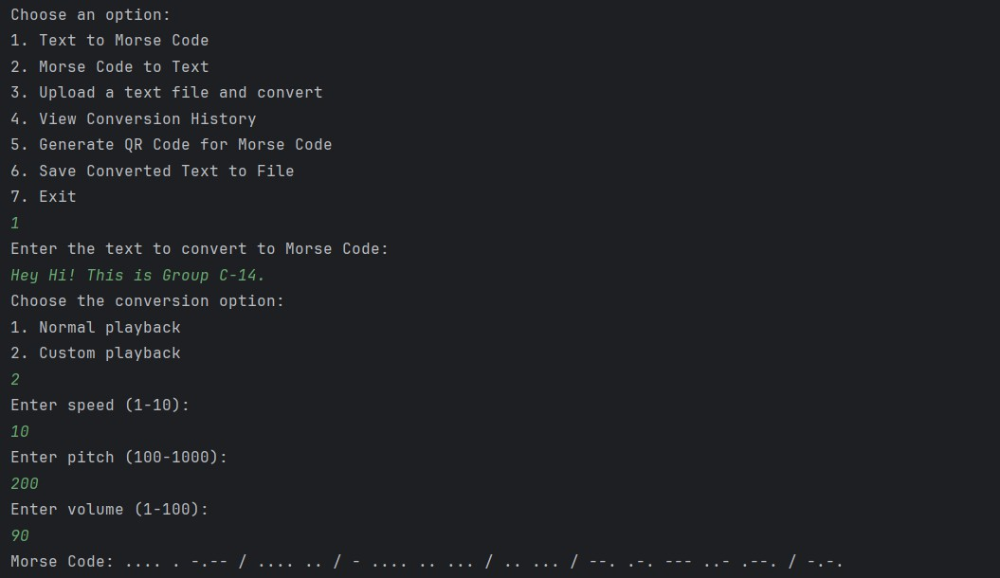 Choose an option:
1. Text to Morse Code
2. Morse Code to Text
3. Upload a text file and convert
4. View Conversion History
5. Generate QR Code for Morse Code
6. Save Converted Text to File
7. Exit
1
Enter the text to convert to Morse Code:
Hey Hi! This is Group C-14.
Choose the conversion option:
1. Normal playback
2. Custom playback
2
Enter speed (1-10):
10
Enter pitch (100-1000):
200
Enter volume (1-100):
90
Morse Code: .... . -.-- / .... .. / - .... .. ... / .. ... / --. .-. --- ..- .--. / -.-.